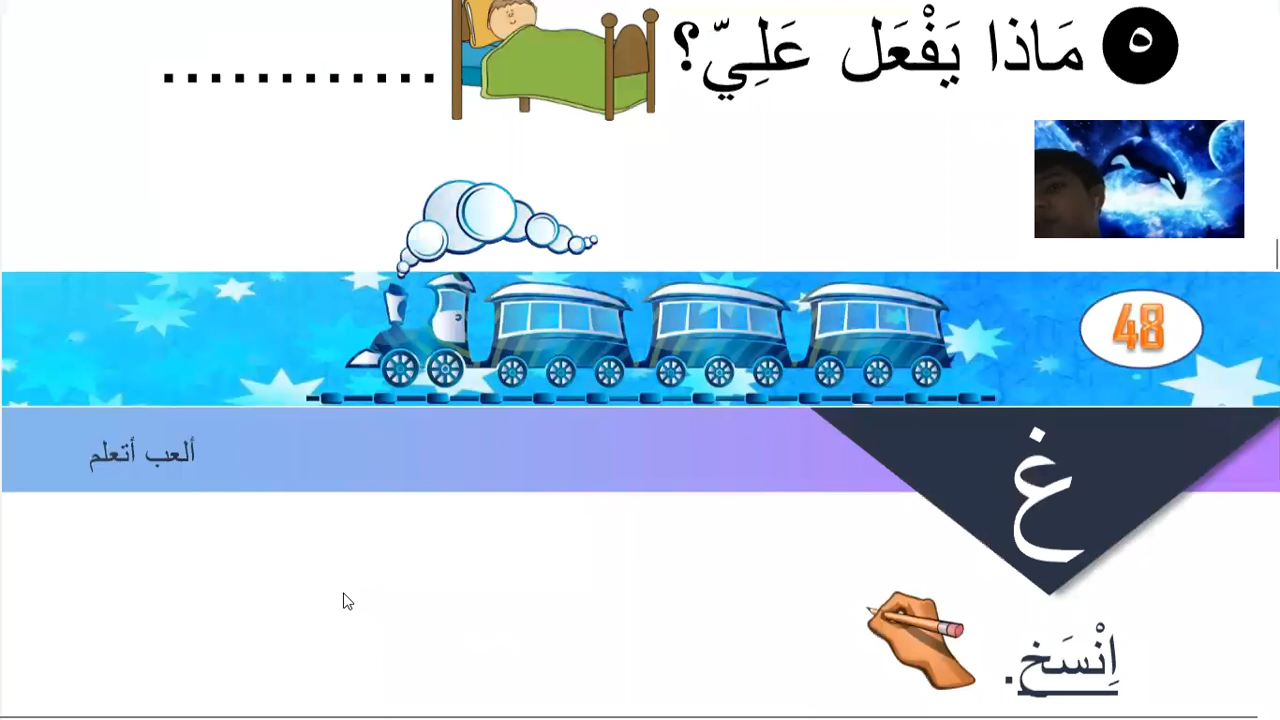 ٥ مَاذا يَفْعَل عَلِيّ؟ ............
48
غ
ألعب أتعلم
اِنْسَخ.